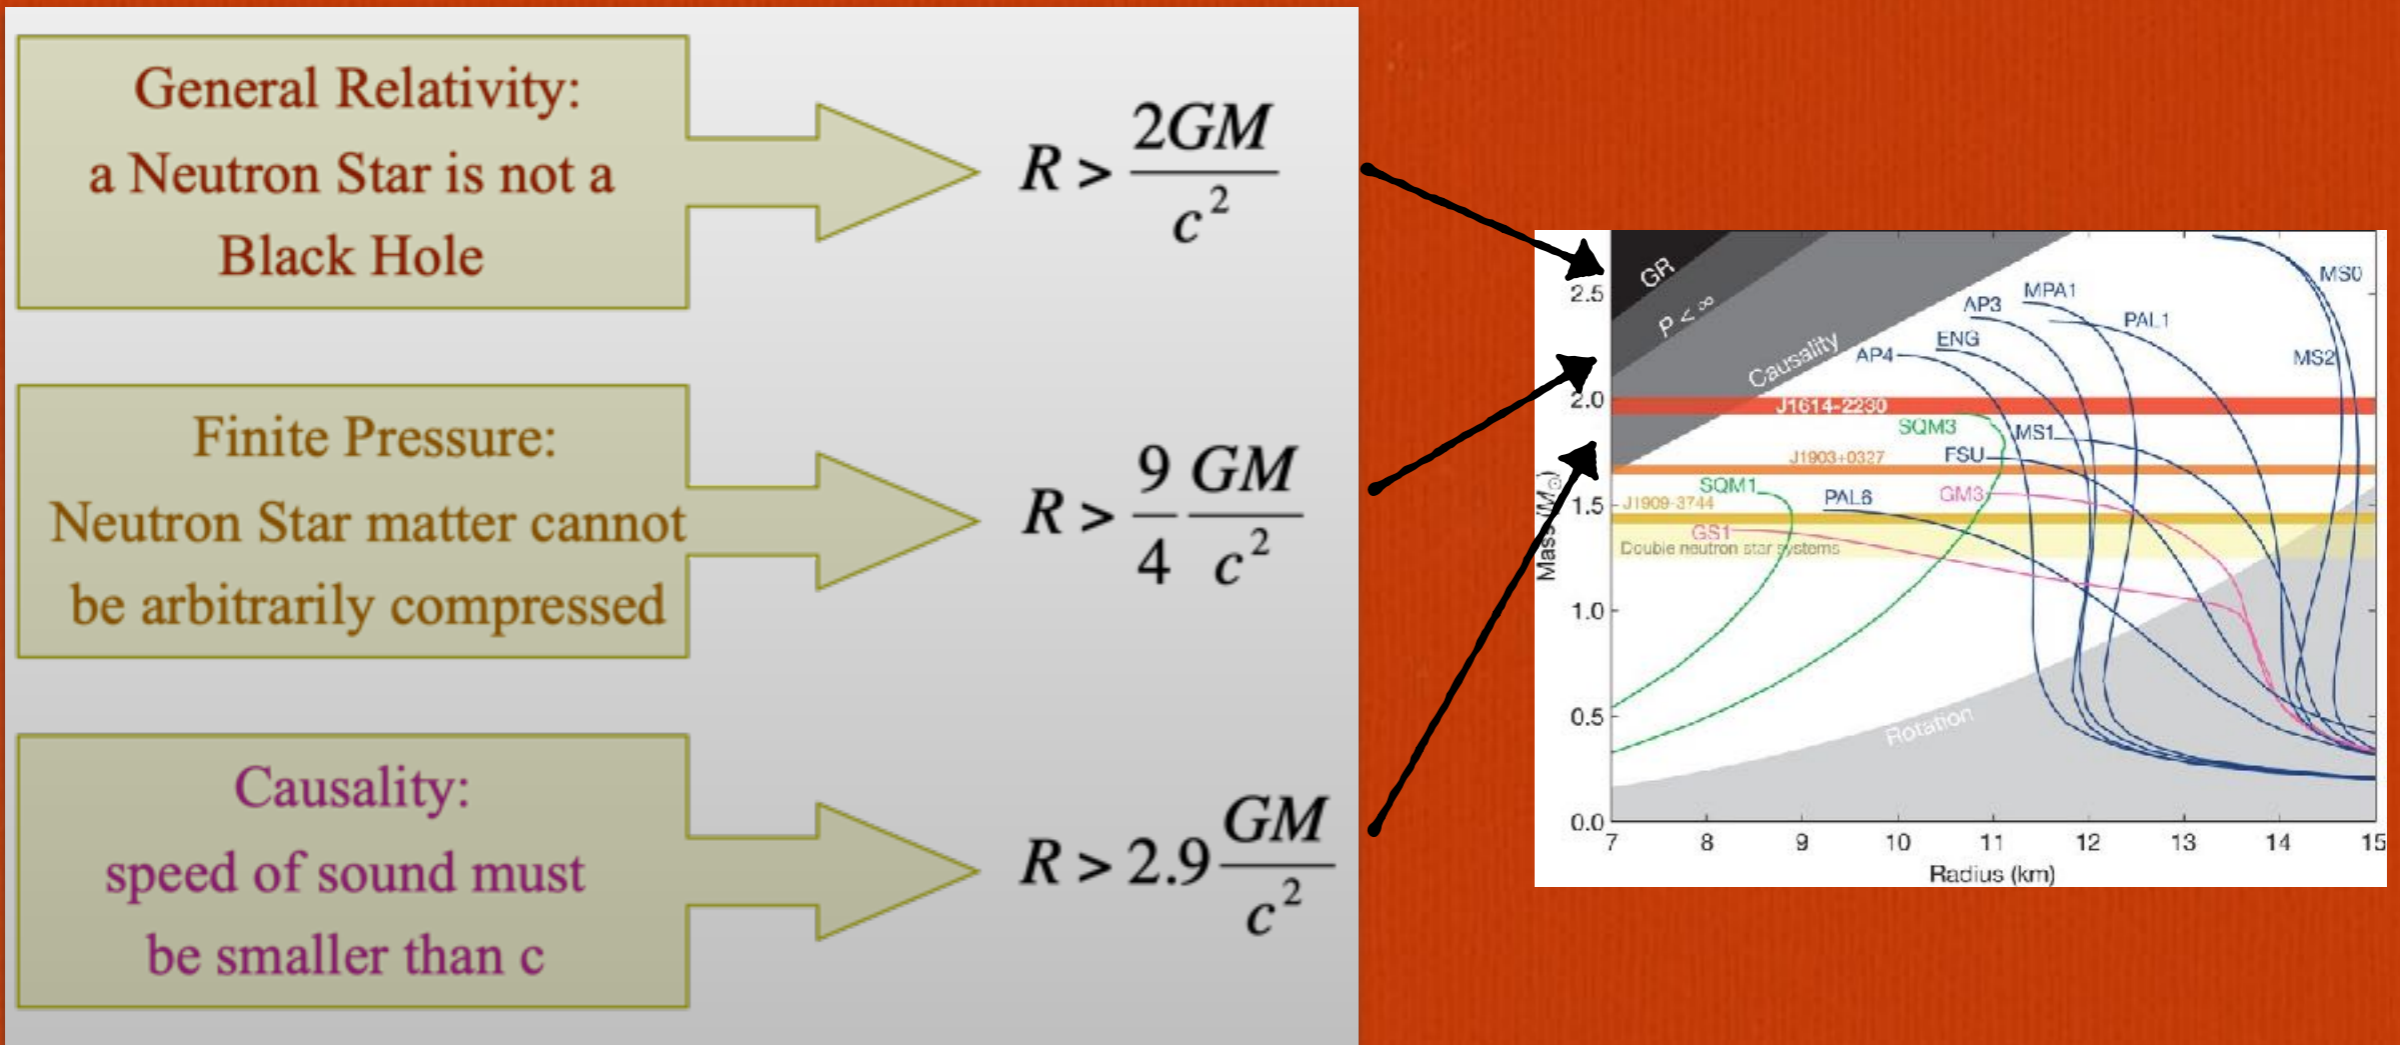 General Relativity:
a Neutron Star is not a
Black Hole
R > 2GM / c²
Finite Pressure:
Neutron Star matter cannot
be arbitrarily compressed
R > 9/4 GM/c²
Causality:
speed of sound must
be smaller than c
R > 2.9 GM/c²
GR
P < ∞
Causality
AP3
MPA1
MS0
PAL1
ENG
AP4
MS2
J1614-2230
SQM3
MS1
FSU
J1903+0327
SQM1
PAL6
GM3
J1909-3744
GS1
Double neutron star systems
Rotation
Mass (M☉)
2.5
2.0
1.5
1.0
0.5
0.0
7 8 9 10 11 12 13 14 15
Radius (km)